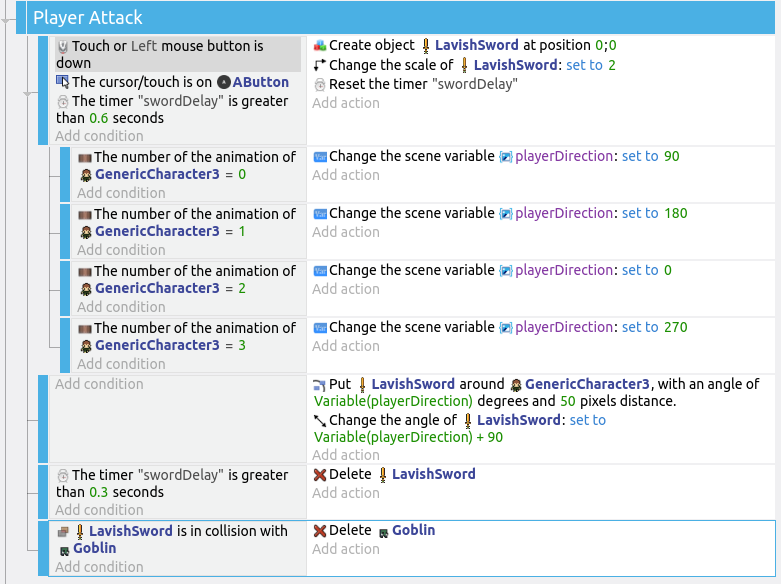 Player Attack
Touch or Left mouse button is
down
The cursor/touch is on AButton
The timer "swordDelay" is greater
than 0.6 seconds
Add condition
Create object LavishSword at position 0;0
Change the scale of LavishSword: set to 2
Reset the timer "swordDelay"
Add action
The number of the animation of
GenericCharacter3 = 0
Add condition
Change the scene variable playerDirection: set to 90
Add action
The number of the animation of
GenericCharacter3 = 1
Add condition
Change the scene variable playerDirection: set to 180
Add action
The number of the animation of
GenericCharacter3 = 2
Add condition
Change the scene variable playerDirection: set to 0
Add action
The number of the animation of
GenericCharacter3 = 3
Add condition
Change the scene variable playerDirection: set to 270
Add action
Add condition
Put LavishSword around GenericCharacter3, with an angle of
Variable(playerDirection) degrees and 50 pixels distance.
Change the angle of LavishSword: set to
Variable(playerDirection) + 90
Add action
The timer "swordDelay" is greater
than 0.3 seconds
Add condition
Delete LavishSword
Add action
LavishSword is in collision with
Goblin
Add condition
Delete Goblin
Add action